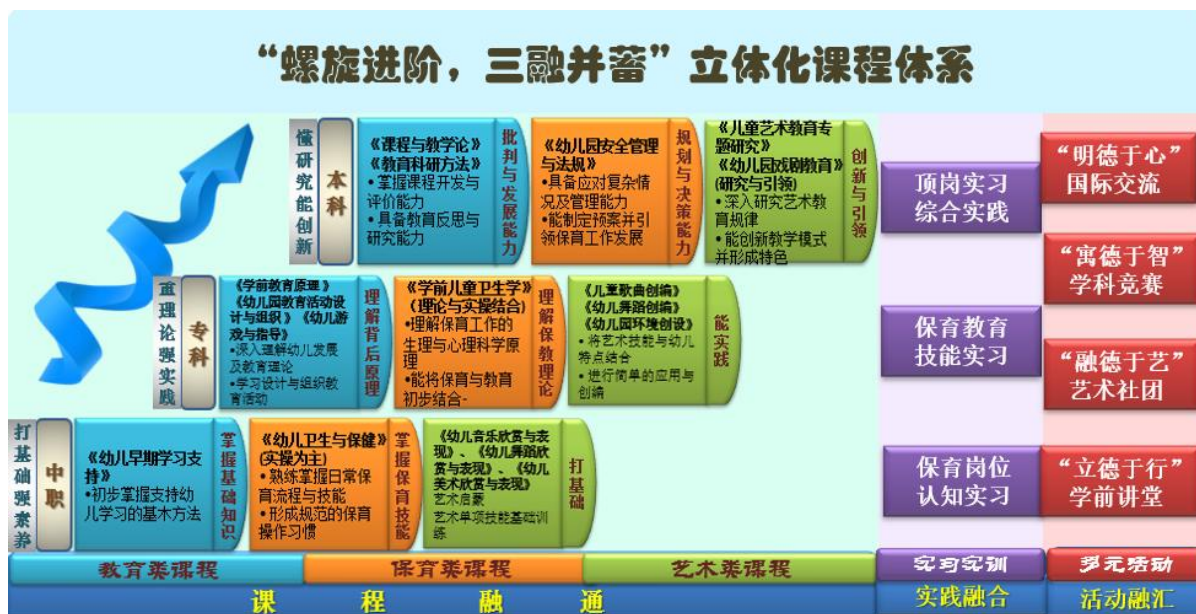 “螺旋进阶，三融并蓄”立体化课程体系
懂研究能创新
本科
《课程与教学论》
《教育科研方法》
•掌握课程开发与
评价能力
•具备教育反思与
研究能力
批判与发展能力
《幼儿园安全管理
与法规》
•具备应对复杂情
况及管理能力
•能制定预案并引
领保育工作发展
规划与决策能力
《儿童艺术教育专
题研究》
《幼儿园戏剧教育》
(研究与引领)
•深入研究艺术教
育规律
•能创新教学模式
并形成特色
创新与引领
顶岗实习
综合实践
“明德于心”
国际交流
“寓德于智”
学科竞赛
重理论强实践
专科
《学前教育原理》
《幼儿园教育活动设
计与组织》《幼儿游
戏与指导》
•深入理解幼儿发展
及教育理论
•学习设计与组织教
育活动
理解背后原理
《学前儿童卫生学》
(理论与实操结合)
•理解保育工作的
生理与心理科学原
理
•能将保育与教育
初步结合-
理解保教理论
《儿童歌曲创编》
《幼儿舞蹈创编》
《幼儿园环境创设》
•将艺术技能与幼儿
特点结合
•进行简单的应用与
创编
能实践
保育教育
技能实习
“融德于艺”
艺术社团
打基础强素养
中职
《幼儿早期学习支
持》
•初步掌握支持幼
儿学习的基本方法
掌握基础知识
《幼儿卫生与保健》
(实操为主)
•熟练掌握日常保
育流程与技能
•形成规范的保育
操作习惯
掌握保育技能
《幼儿音乐欣赏与表
现》、《幼儿舞蹈欣
赏与表现》、《幼儿
美术欣赏与表现》
艺术启蒙
艺术单项技能基础训
练
打基础
保育岗位
认知实习
“立德于行”
学前讲堂
教育类课程
保育类课程
艺术类课程
实习实训
多元活动
课程融通
实践融合
活动融汇